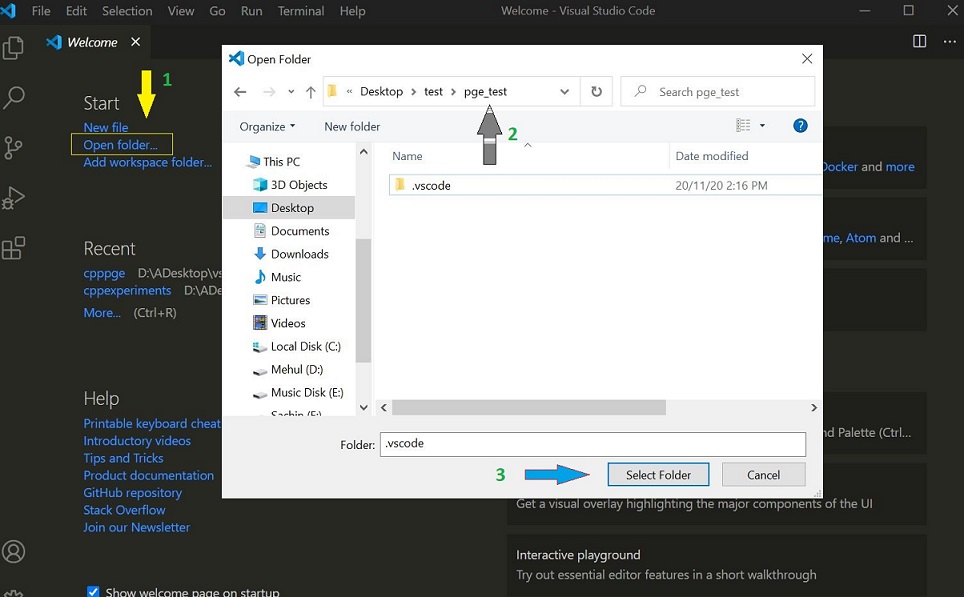 File Edit Selection View Go Run Terminal Help Welcome - Visual Studio Code
Welcome
1
Start
New file
Open folder...
Add workspace folder...
Recent
cpppge D:\ADesktop\vs
cppexperiments D:\ADe
More... (Ctrl+R)
Help
Printable keyboard cheat
Introductory videos
Tips and Tricks
Product documentation
GitHub repository
Stack Overflow
Join our Newsletter
Show welcome page on startup
Open Folder
« Desktop > test > pge_test
Search pge_test
Organize New folder
2
?
This PC
3D Objects
Desktop
Documents
Downloads
Music
Pictures
Videos
Local Disk (C:)
Mehul (D:)
Music Disk (E:)
Sachin (F:)
Name Date modified
.vscode 20/11/20 2:16 PM
Folder: .vscode
3
Select Folder Cancel
Docker and more
me, Atom and ...
nd Palette (Ctrl...
Get a visual overlay highlighting the major components of the UI
Interactive playground
Try out essential editor features in a short walkthrough